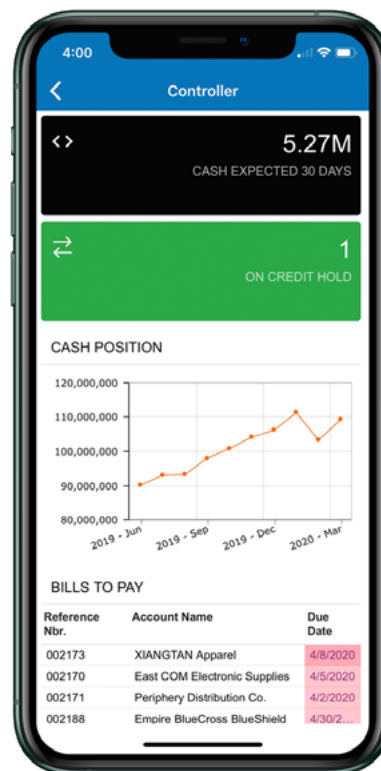 4:00
Controller
5.27M
CASH EXPECTED 30 DAYS
1
ON CREDIT HOLD
CASH POSITION
120,000,000
110,000,000
100,000,000
90,000,000
80,000,000
2019 - Jun
2019 - Sep
2019 - Dec
2020 - Mar
BILLS TO PAY
Reference Nbr.
Account Name
Due Date
002173 XIANGTAN Apparel 4/8/2020
002170 East COM Electronic Supplies 4/5/2020
002171 Periphery Distribution Co. 4/2/2020
002188 Empire BlueCross BlueShield 4/30/2...